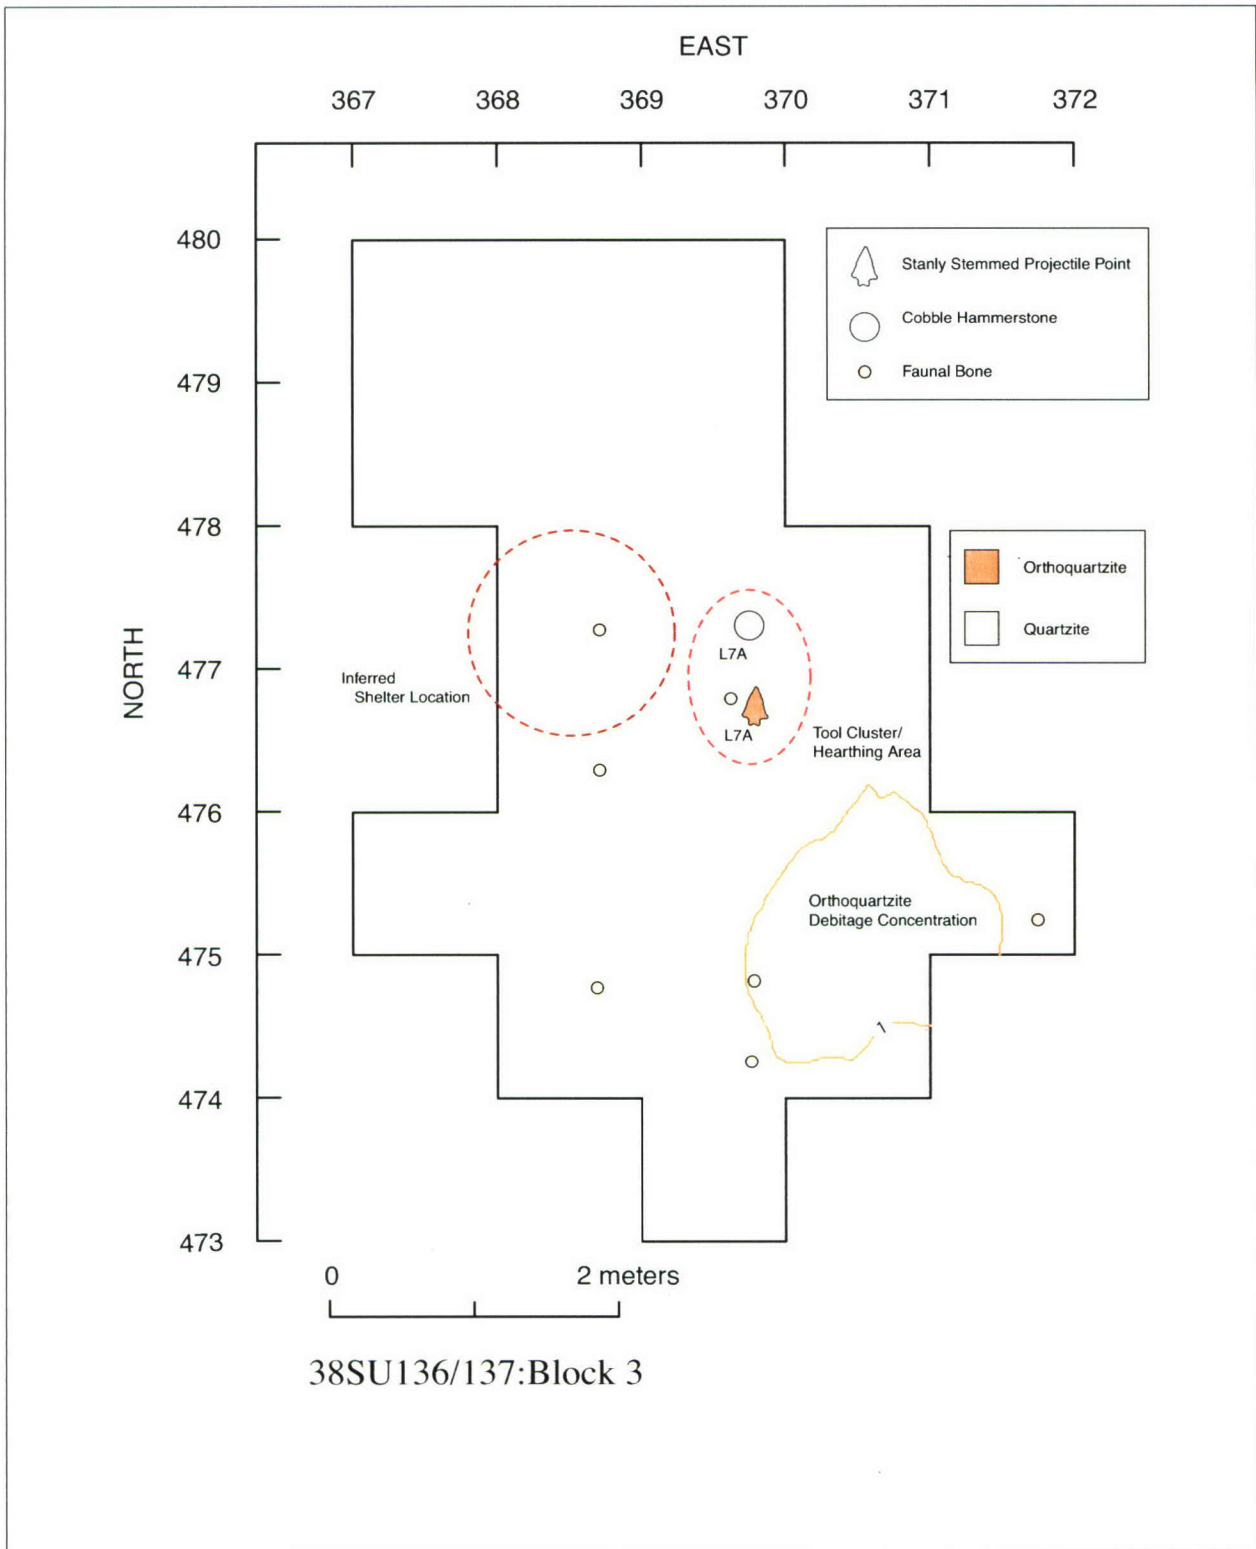 EAST
367 368 369 370 371 372
480
479
478
477
476
475
474
473
NORTH
Stanly Stemmed Projectile Point
Cobble Hammerstone
Faunal Bone
Orthoquartzite
Quartzite
L7A
L7A
Inferred
Shelter Location
Tool Cluster/
Hearthing Area
Orthoquartzite
Debitage Concentration
1
0 2 meters
38SU136/137:Block 3